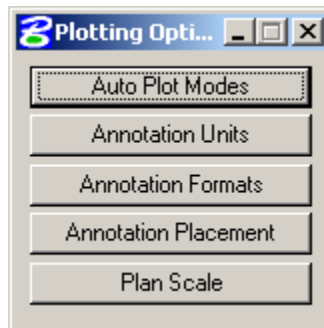 Plotting Opti...
Auto Plot Modes
Annotation Units
Annotation Formats
Annotation Placement
Plan Scale